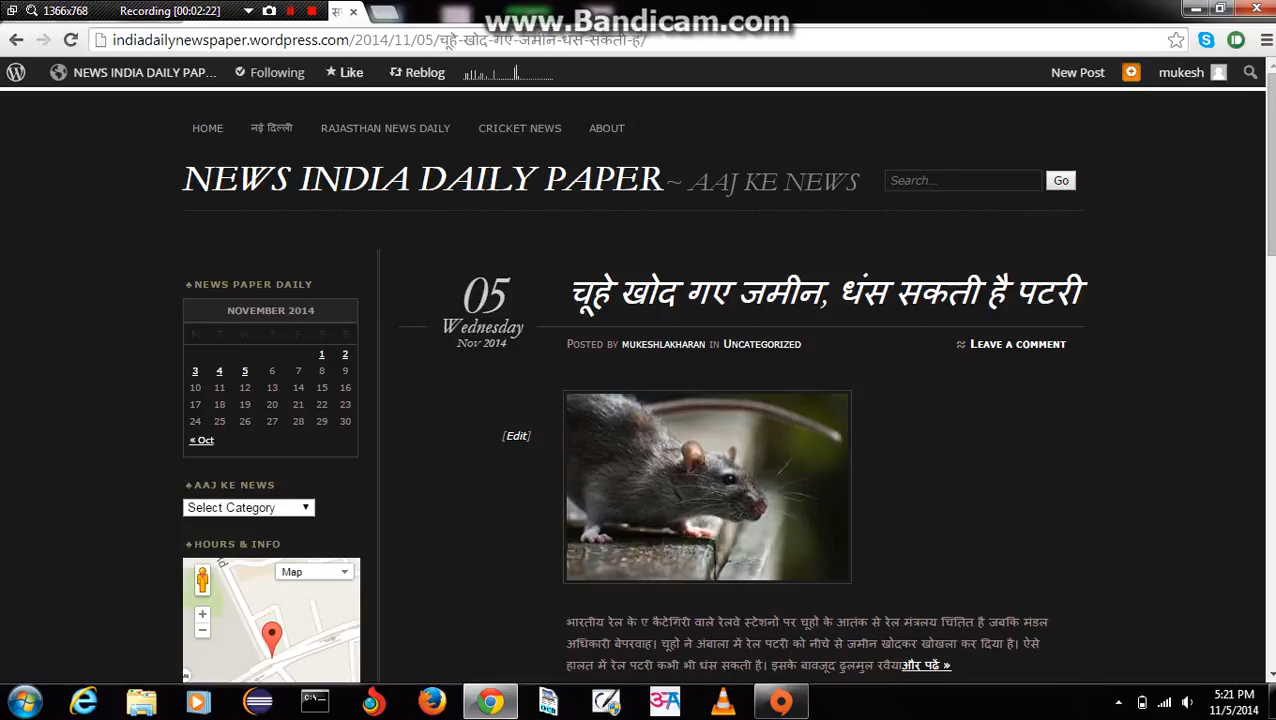 www.Bandicam.com
1366x768 Recording [00:02:22]
indiadailynewspaper.wordpress.com/2014/11/05/चूहे-खोद-गए-जमीन-धंस-सकती-ह/
NEWS INDIA DAILY PAP... Following Like Reblog New Post mukesh
HOME नई दिल्ली RAJASTHAN NEWS DAILY CRICKET NEWS ABOUT
NEWS INDIA DAILY PAPER ~ AAJ KE NEWS Search... Go
♣ NEWS PAPER DAILY
NOVEMBER 2014
M T W T F S S
1 2
3 4 5 6 7 8 9
10 11 12 13 14 15 16
17 18 19 20 21 22 23
24 25 26 27 28 29 30
« Oct
♣ AAJ KE NEWS
Select Category
♣ HOURS & INFO
Map
05
Wednesday
Nov 2014
चूहे खोद गए जमीन, धंस सकती है पटरी
POSTED BY MUKESHLAKHARAN IN UNCATEGORIZED
≈ LEAVE A COMMENT
[Edit]
भारतीय रेल के ए कैटेगिरी वाले रेलवे स्टेशनों पर चूहों के आतंक से रेल मंत्रलय चिंतित है जबकि मंडल
अधिकारी बेपरवाह। चूहों ने अंबाला में रेल पटरी को नीचे से जमीन खोदकर खोखला कर दिया है। ऐसे
हालत में रेल पटरी कभी भी धंस सकती है। इसके बावजूद ढुलमुल रवैयाऔर पढ़ें »
5:21 PM
11/5/2014